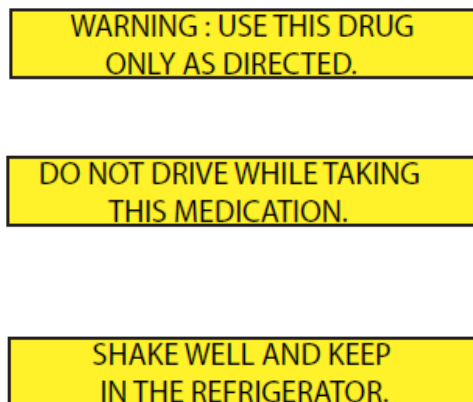 WARNING : USE THIS DRUG
ONLY AS DIRECTED.
DO NOT DRIVE WHILE TAKING
THIS MEDICATION.
SHAKE WELL AND KEEP
IN THE REFRIGERATOR.